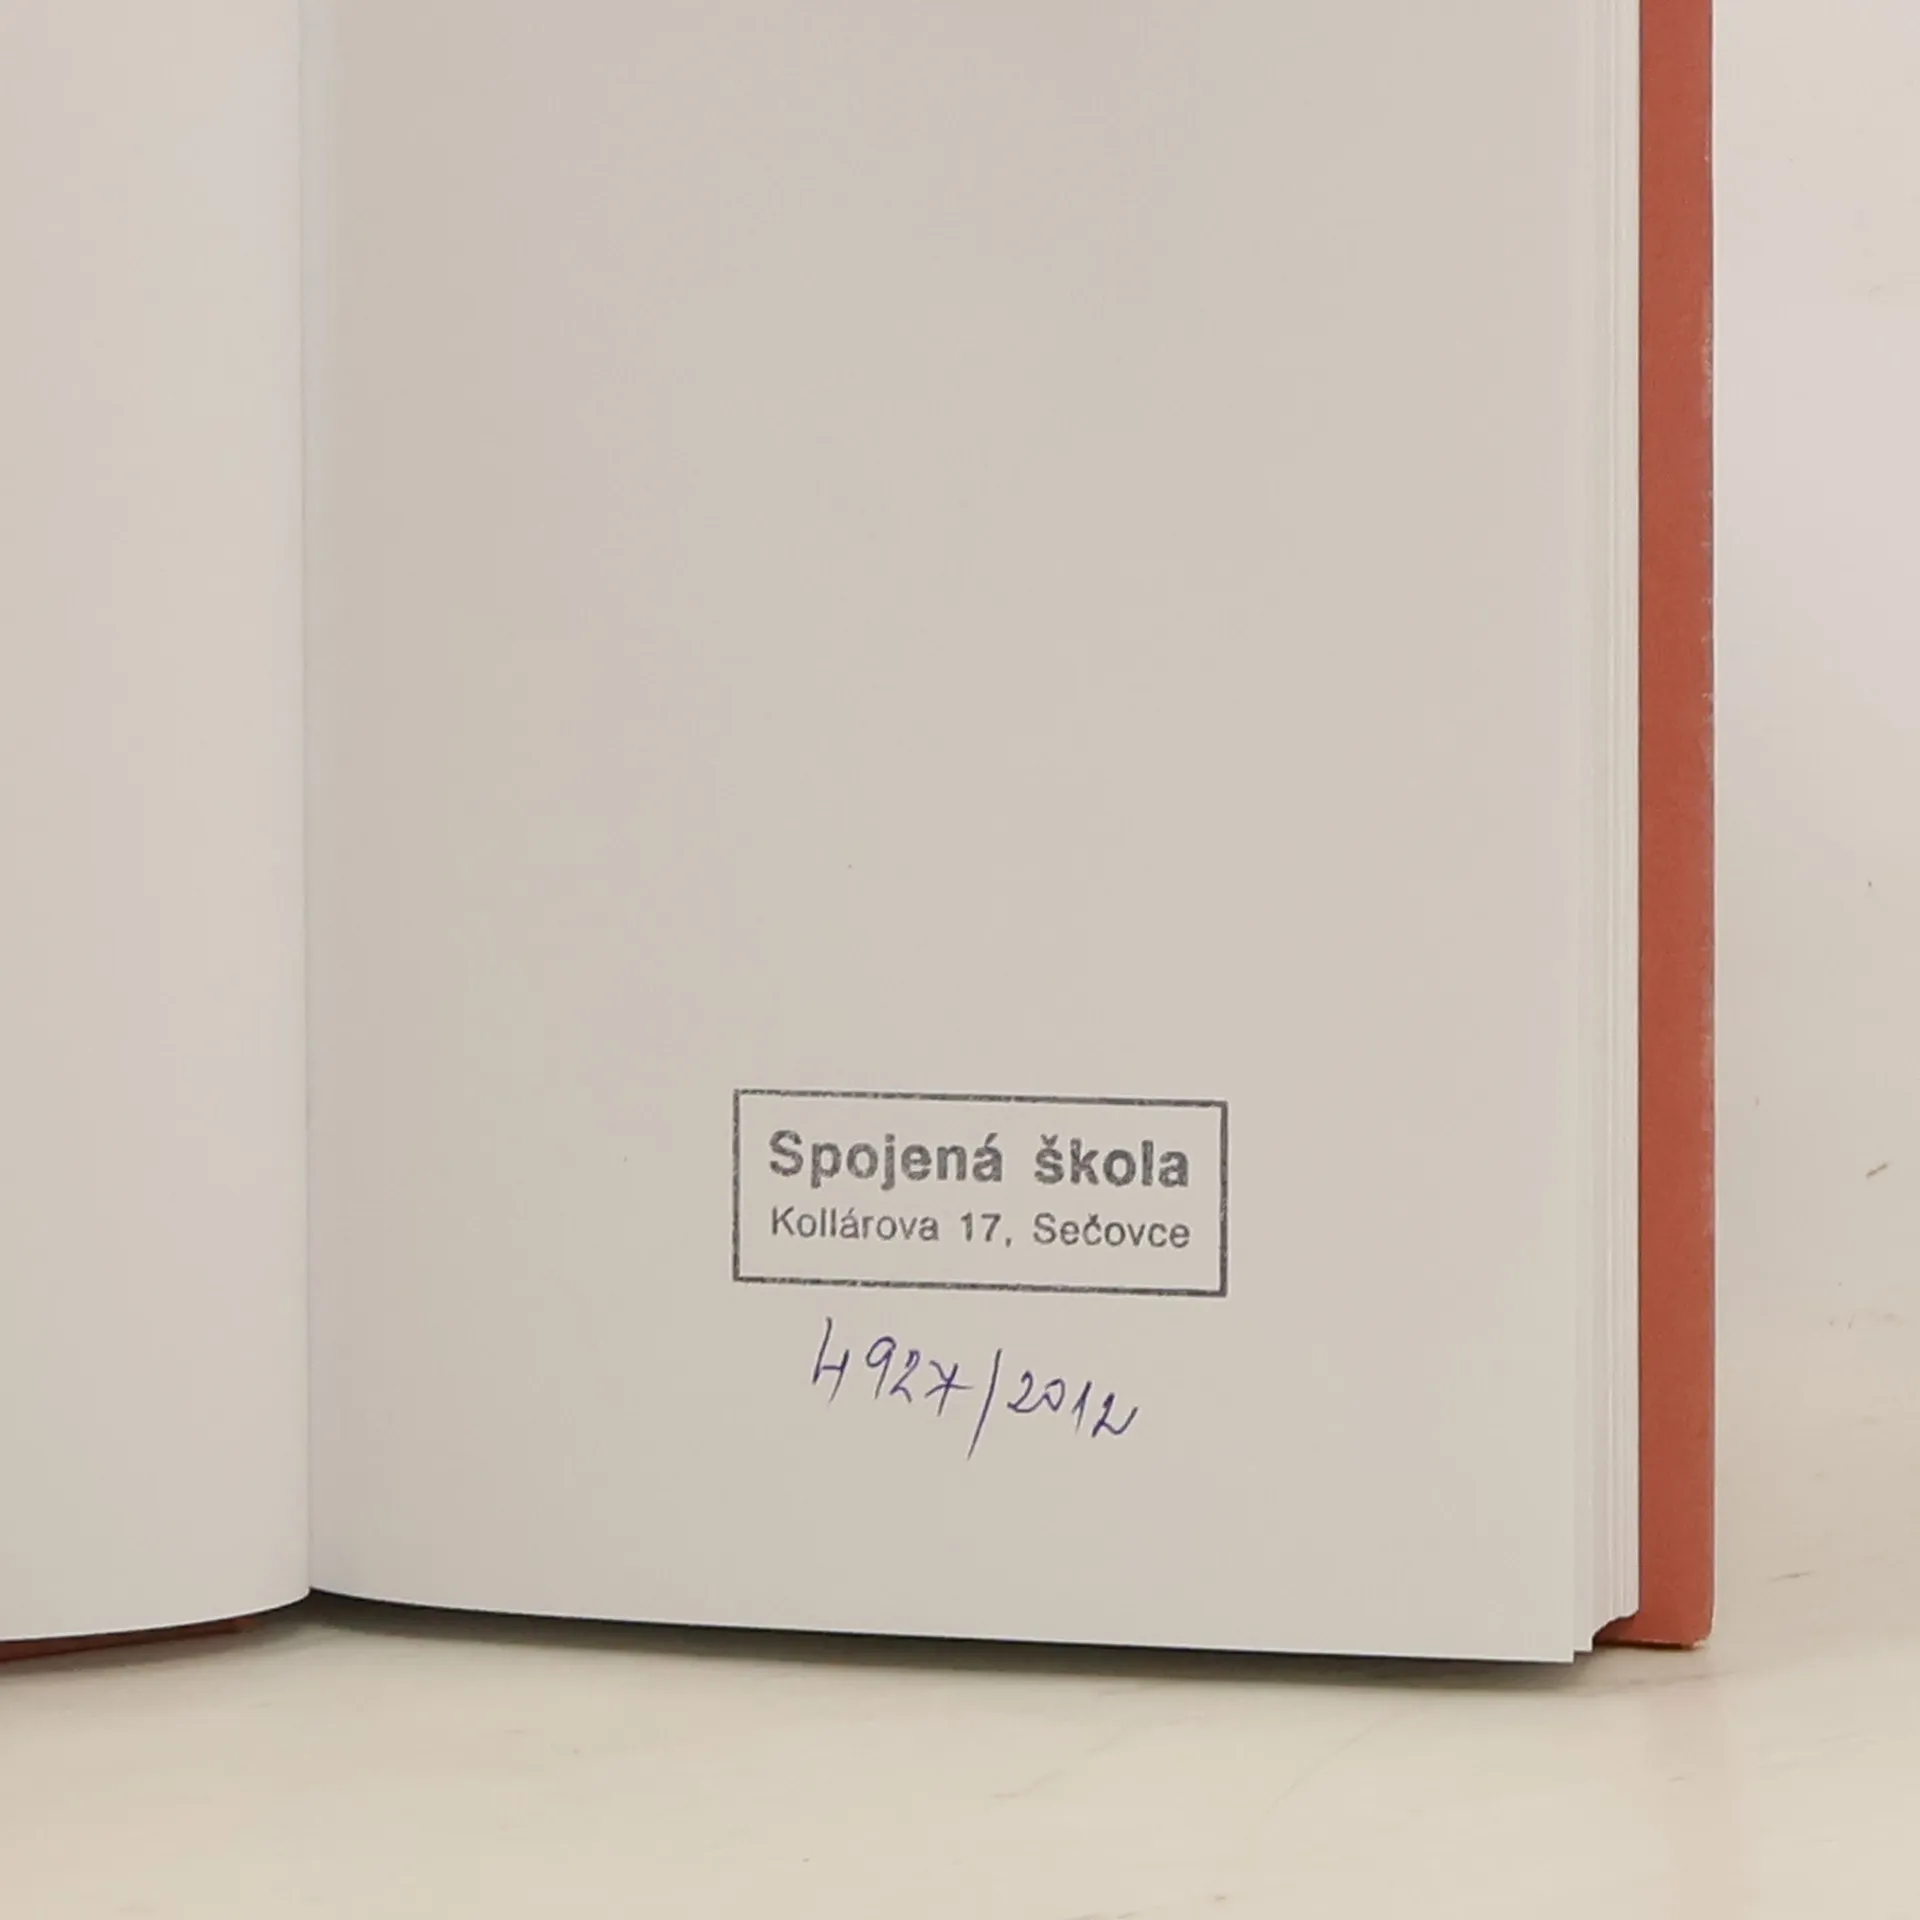 Spojená škola
Kollárova 17, Sečovce
4927/2012